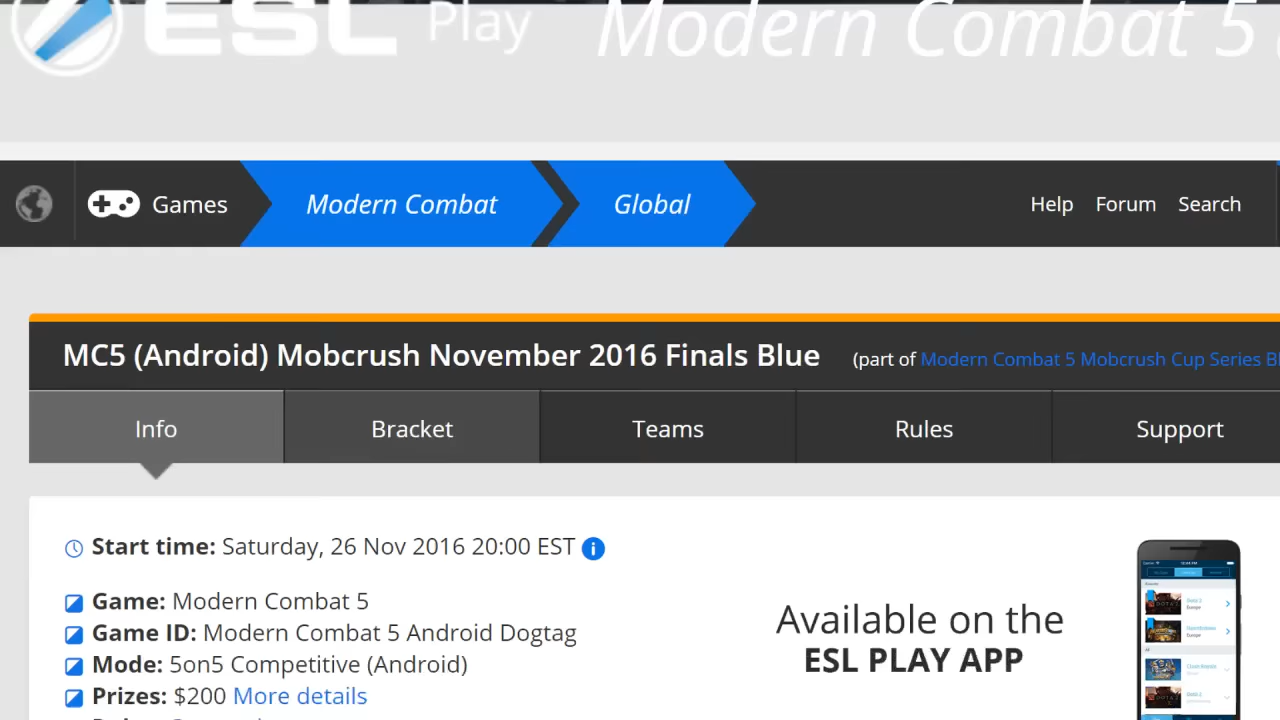 ESL Play Modern Combat 5
Games Modern Combat Global Help Forum Search
MC5 (Android) Mobcrush November 2016 Finals Blue (part of Modern Combat 5 Mobcrush Cup Series
Info Bracket Teams Rules Support
Start time: Saturday, 26 Nov 2016 20:00 EST
Game: Modern Combat 5
Game ID: Modern Combat 5 Android Dogtag
Mode: 5on5 Competitive (Android)
Prizes: $200 More details
Available on the
ESL PLAY APP